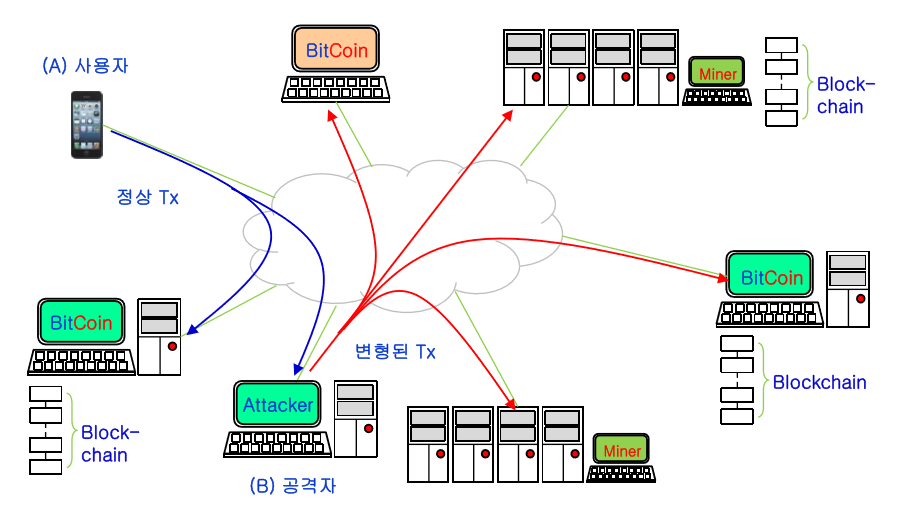 (A) 사용자
BitCoin
Miner
Block-
chain
정상 Tx
BitCoin
BitCoin
Blockchain
변형된 Tx
Attacker
Block-
chain
Miner
(B) 공격자